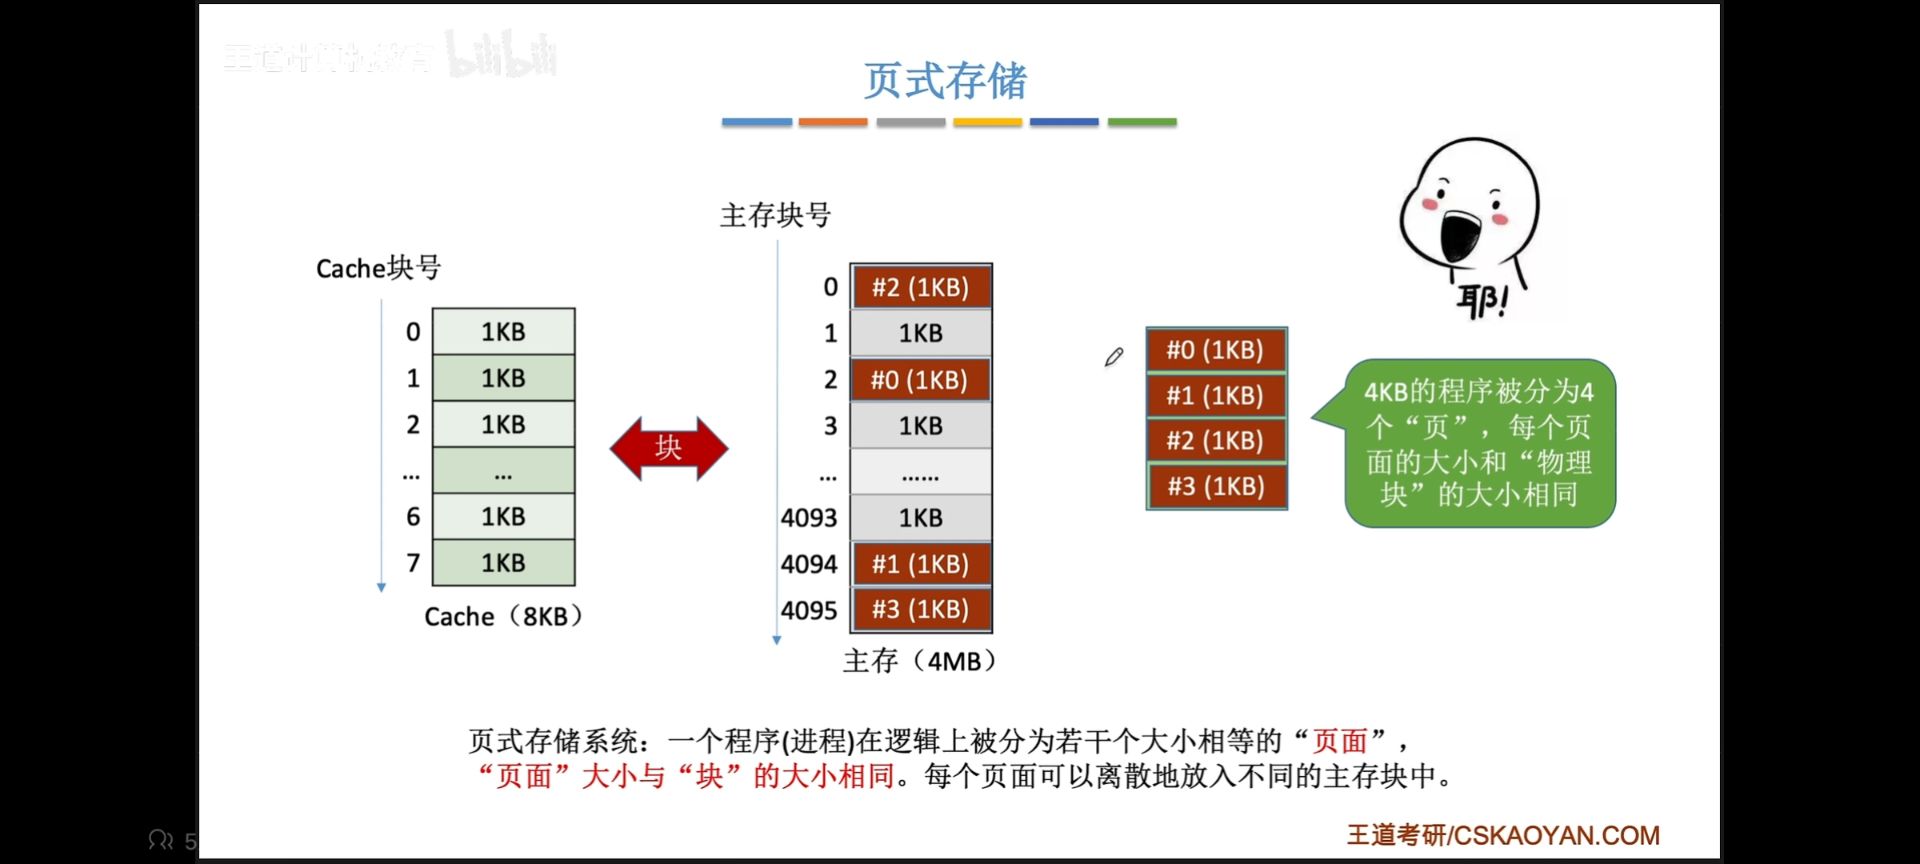 王道计算机教育 bilibili
页式存储
主存块号
Cache块号
0 1KB
1 1KB
2 1KB
... ...
6 1KB
7 1KB
Cache（8KB）
块
0 #2 (1KB)
1 1KB
2 #0 (1KB)
3 1KB
... ......
4093 1KB
4094 #1 (1KB)
4095 #3 (1KB)
主存（4MB）
#0 (1KB)
#1 (1KB)
#2 (1KB)
#3 (1KB)
耶!
4KB的程序被分为4
个“页”，每个页
面的大小和“物理
块”的大小相同
页式存储系统：一个程序(进程)在逻辑上被分为若干个大小相等的“页面”，
“页面”大小与“块”的大小相同。每个页面可以离散地放入不同的主存块中。
王道考研/CSKAOYAN.COM
5